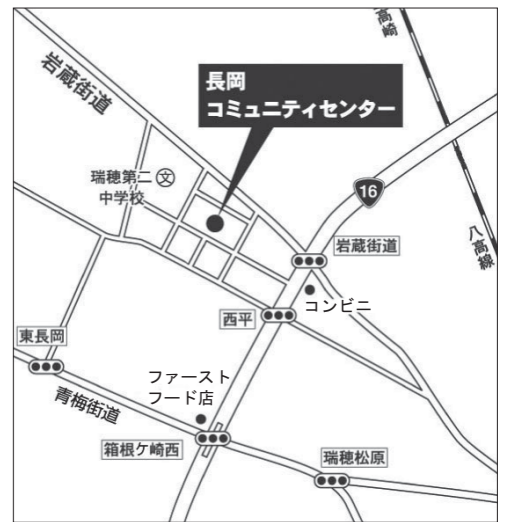 高崎
岩蔵街道
長岡
コミュニティセンター
瑞穂第二
中学校
文
16
八高線
岩蔵街道
コンビニ
西平
東長岡
青梅街道
ファースト
フード店
箱根ケ崎西
瑞穂松原